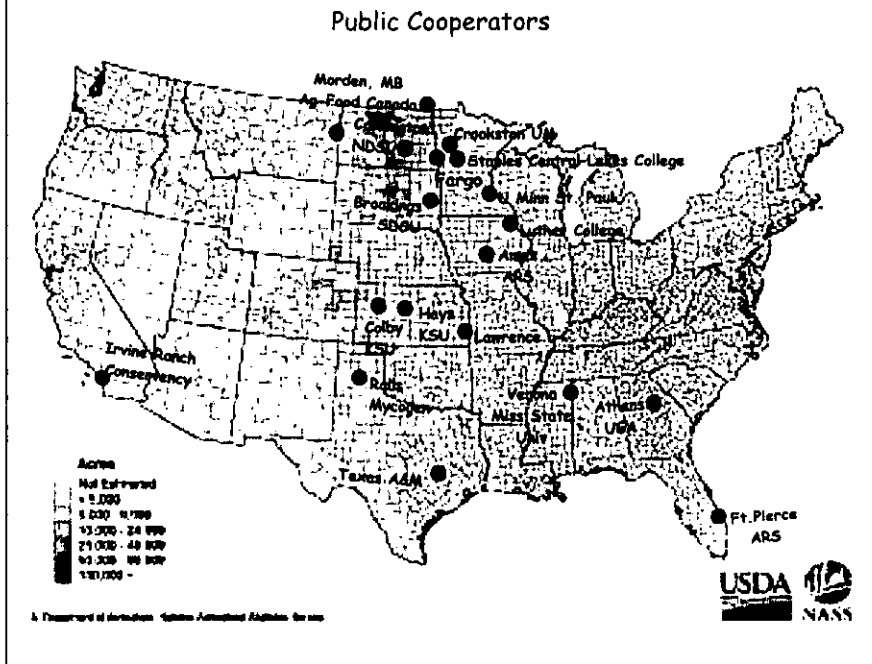 Public Cooperators
Morden, MB
Ag-Food Canada
Crookston UM
NDSU
Staples Central Lakes College
Fargo
U. Minn St. Paul
Brookings
SDSU
Luther College
Ames
ARS
Hays
KSU
Colby
KSU
Lawrence
Irvine Ranch
Conservancy
Ralls
Mycogen
Verona
Miss State
Univ
Athens
UGA
Texas A&M
Ft.Pierce
ARS
Acres
Not Estimated
USDA
NASS